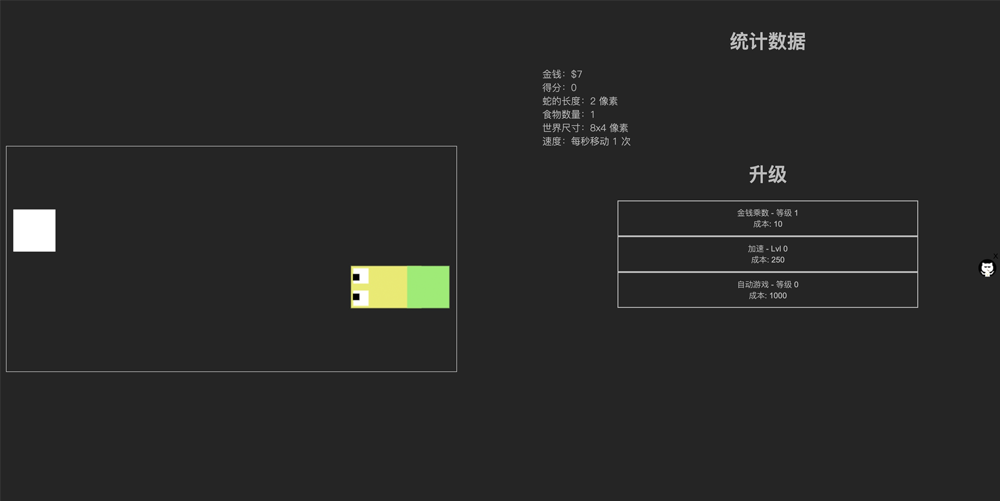 统计数据
金钱：$7
得分：0
蛇的长度：2 像素
食物数量：1
世界尺寸：8x4 像素
速度：每秒移动 1 次
升级
金钱乘数 - 等级 1
成本: 10
加速 - Lvl 0
成本: 250
自动游戏 - 等级 0
成本: 1000